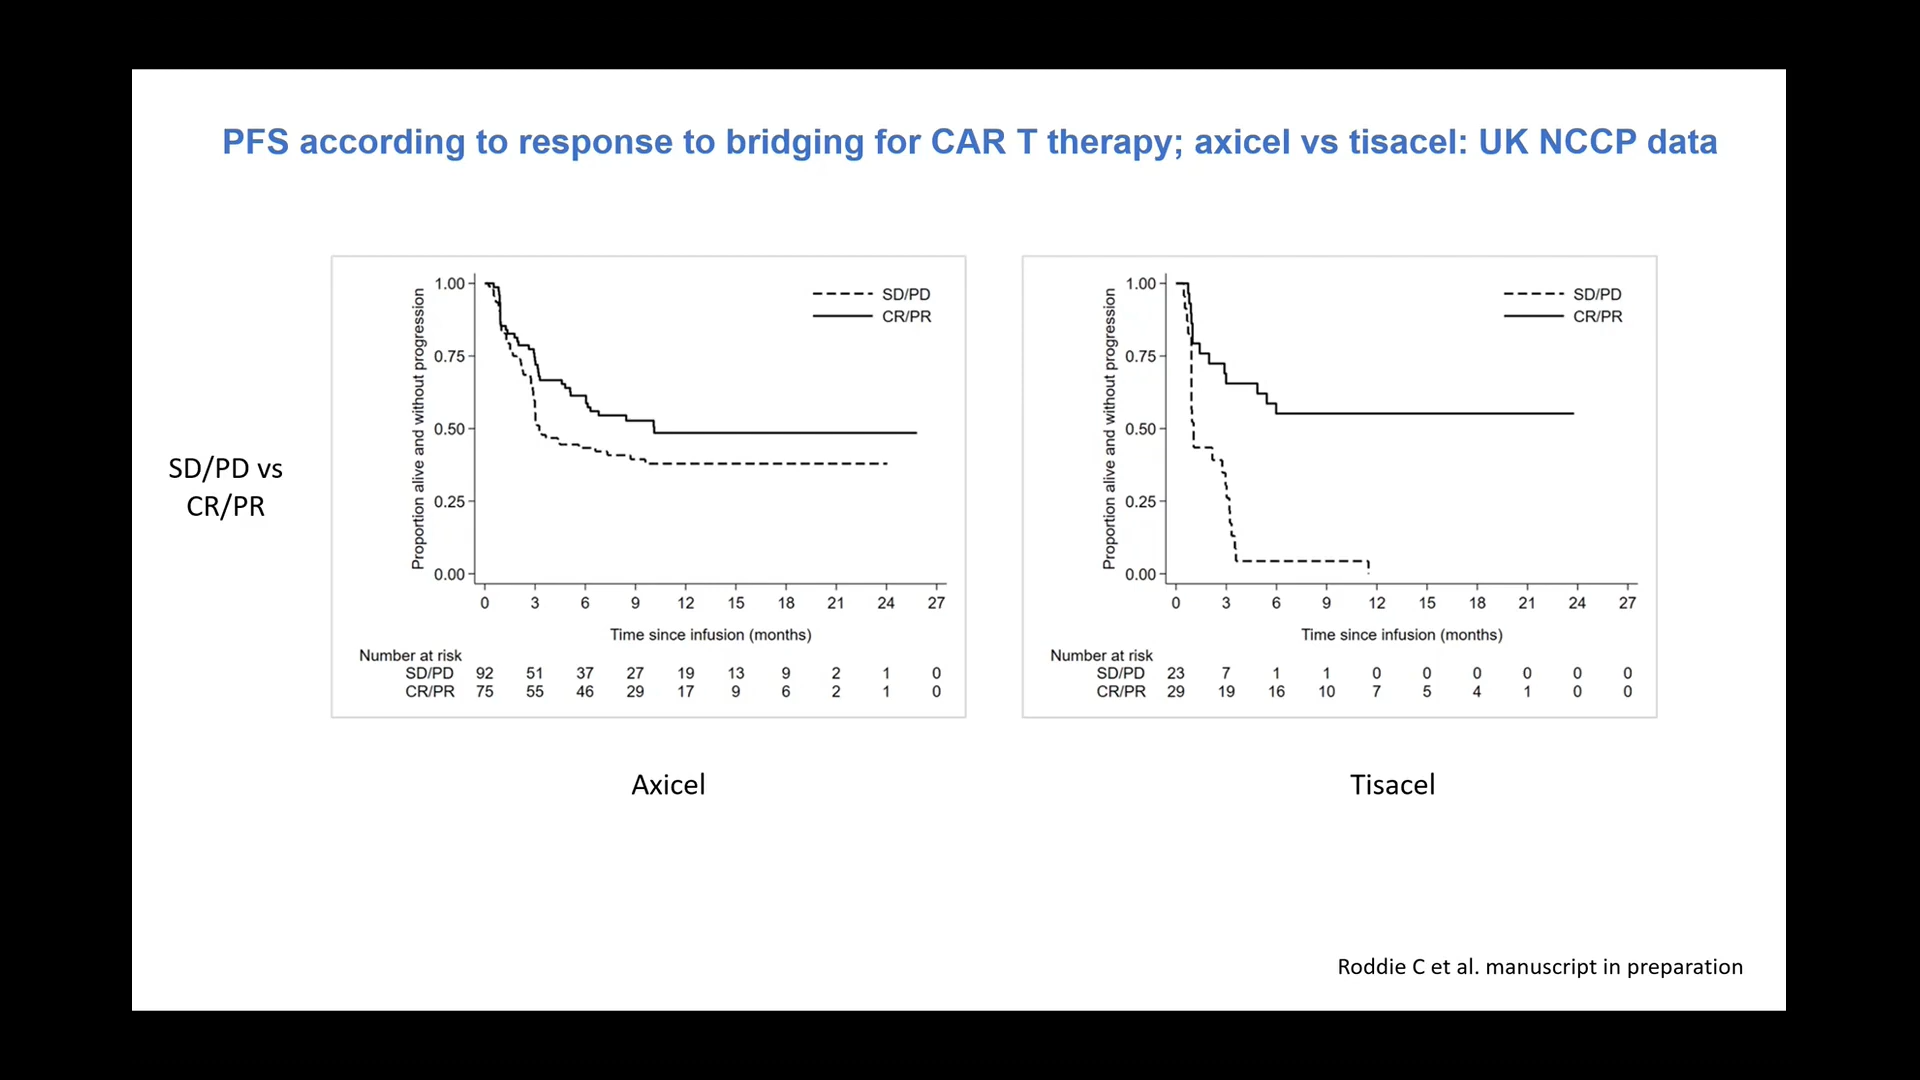 PFS according to response to bridging for CAR T therapy; axicel vs tisacel: UK NCCP data
SD/PD vs
CR/PR
Proportion alive and without progression
1.00
0.75
0.50
0.25
0.00
SD/PD
CR/PR
0 3 6 9 12 15 18 21 24 27
Time since infusion (months)
Number at risk
SD/PD 92 51 37 27 19 13 9 2 1 0
CR/PR 75 55 46 29 17 9 6 2 1 0
Axicel
Proportion alive and without progression
1.00
0.75
0.50
0.25
0.00
SD/PD
CR/PR
0 3 6 9 12 15 18 21 24 27
Time since infusion (months)
Number at risk
SD/PD 23 7 1 1 0 0 0 0 0 0
CR/PR 29 19 16 10 7 5 4 1 0 0
Tisacel
Roddie C et al. manuscript in preparation